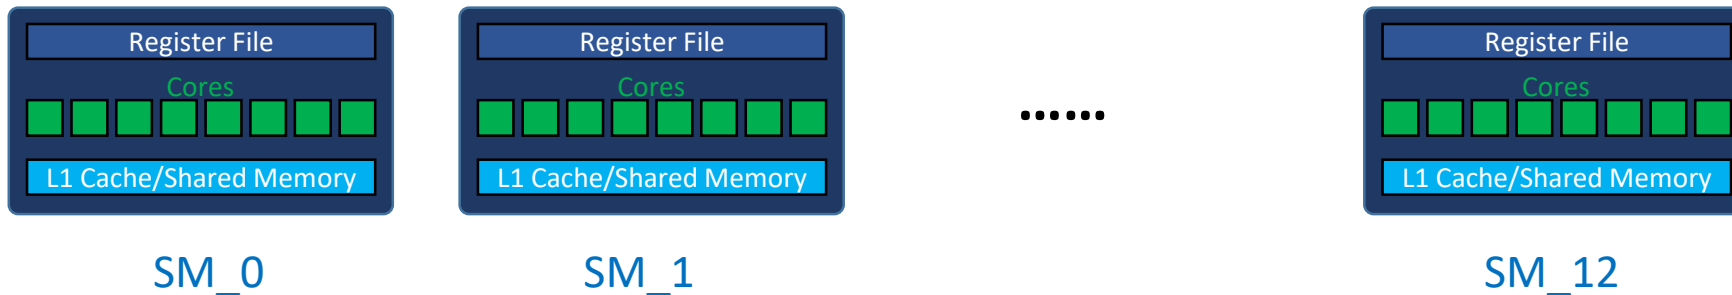 Register File
Cores
L1 Cache/Shared Memory
SM_0
Register File
Cores
L1 Cache/Shared Memory
SM_1
......
Register File
Cores
L1 Cache/Shared Memory
SM_12